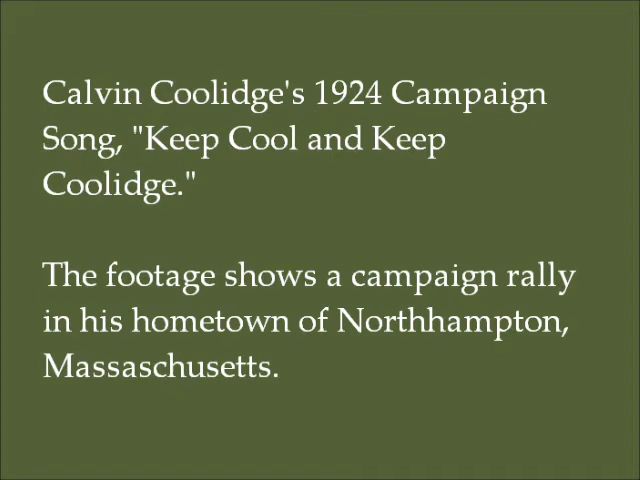 Calvin Coolidge's 1924 Campaign
Song, "Keep Cool and Keep
Coolidge."
The footage shows a campaign rally
in his hometown of Northhampton,
Massaschusetts.